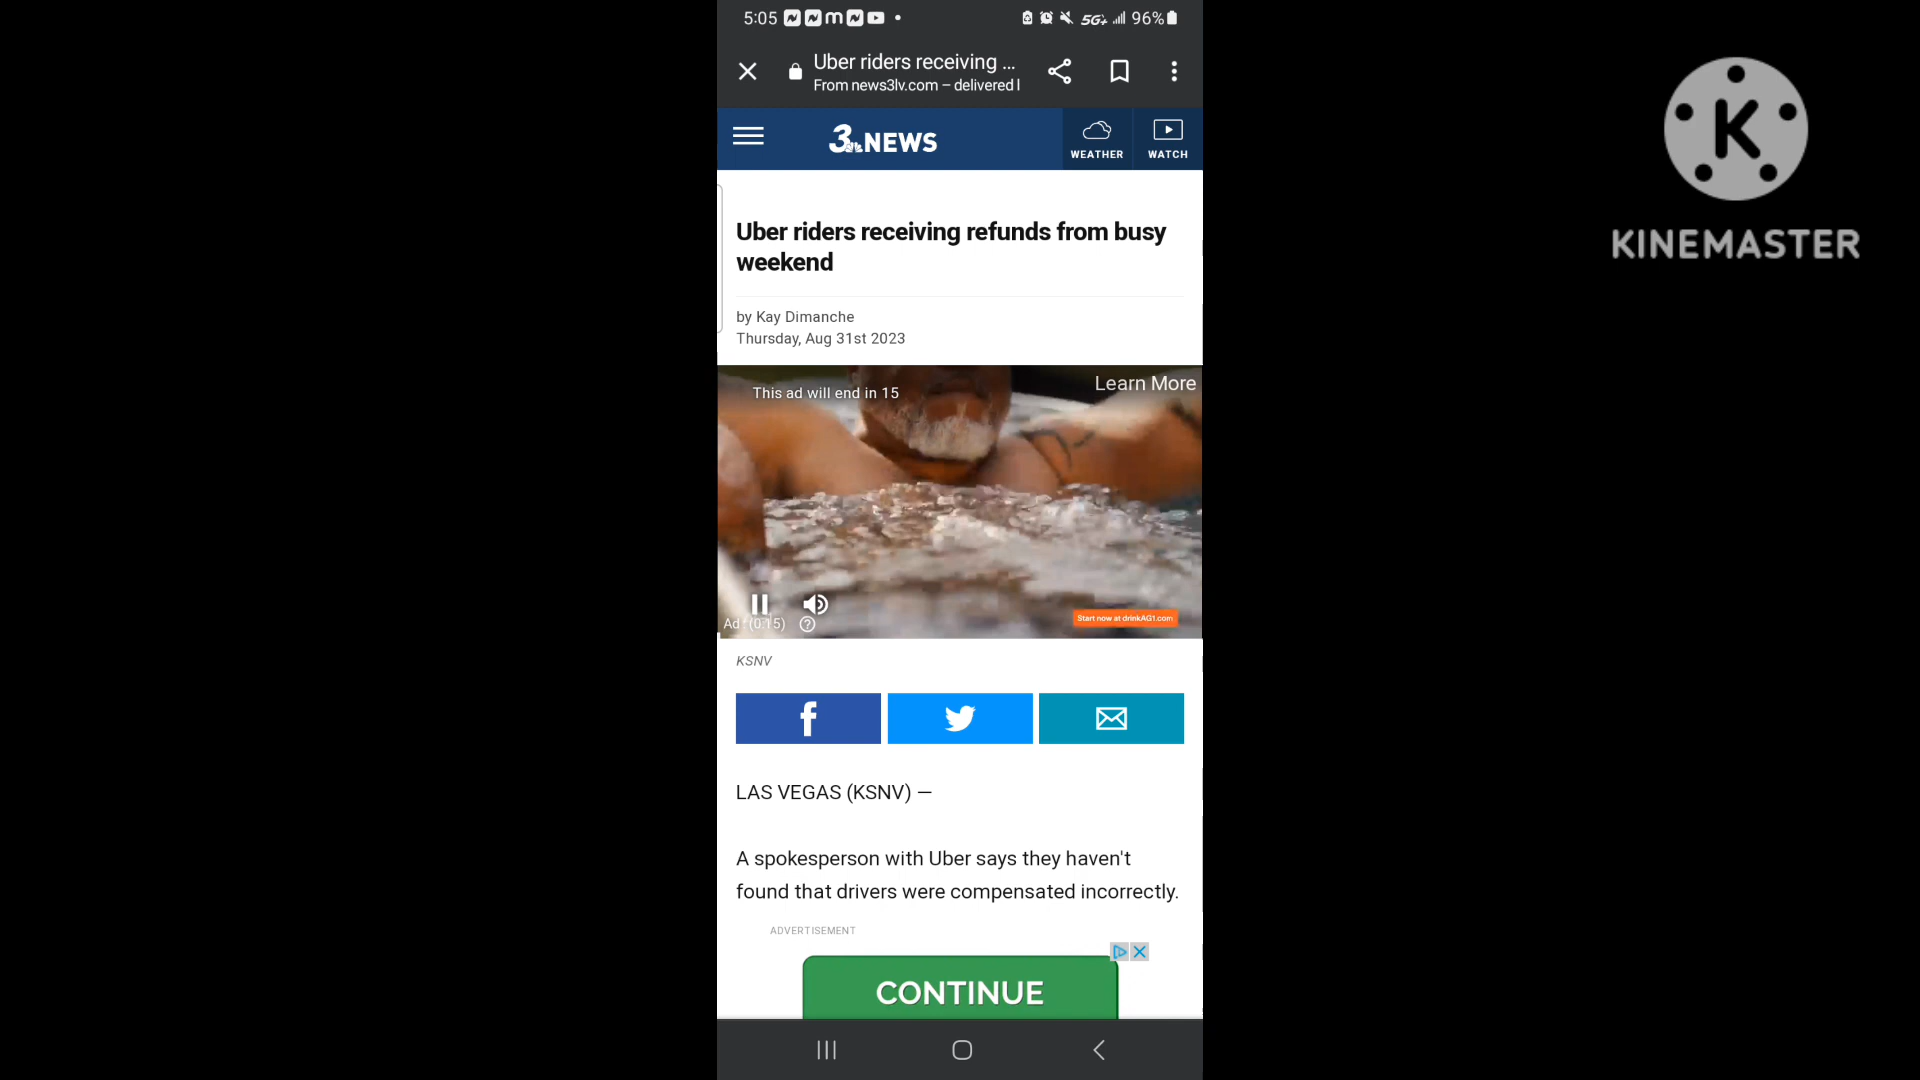 5:05
5G+ 96%
Uber riders receiving ...
From news3lv.com – delivered l
3 NEWS
WEATHER
WATCH
Uber riders receiving refunds from busy
weekend
by Kay Dimanche
Thursday, Aug 31st 2023
This ad will end in 15
Learn More
Ad : (0:15)
Start now at drinkAG1.com
KSNV
LAS VEGAS (KSNV) —
A spokesperson with Uber says they haven't
found that drivers were compensated incorrectly.
ADVERTISEMENT
CONTINUE
K
KINEMASTER